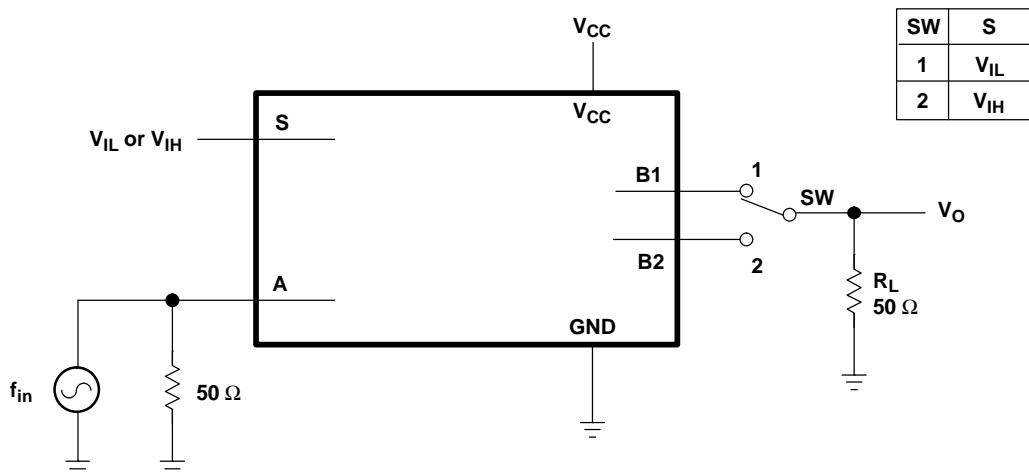 SW S
1 VIL
2 VIH
VCC
VCC
S
VIL or VIH
B1
1
SW
VO
B2
2
A
RL
50 Ω
GND
fin
50 Ω